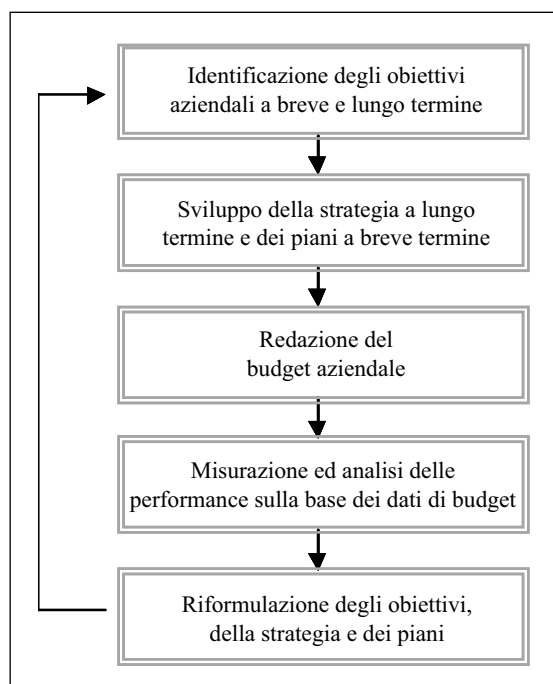 Identificazione degli obiettivi
aziendali a breve e lungo termine
Sviluppo della strategia a lungo
termine e dei piani a breve termine
Redazione del
budget aziendale
Misurazione ed analisi delle
performance sulla base dei dati di budget
Riformulazione degli obiettivi,
della strategia e dei piani